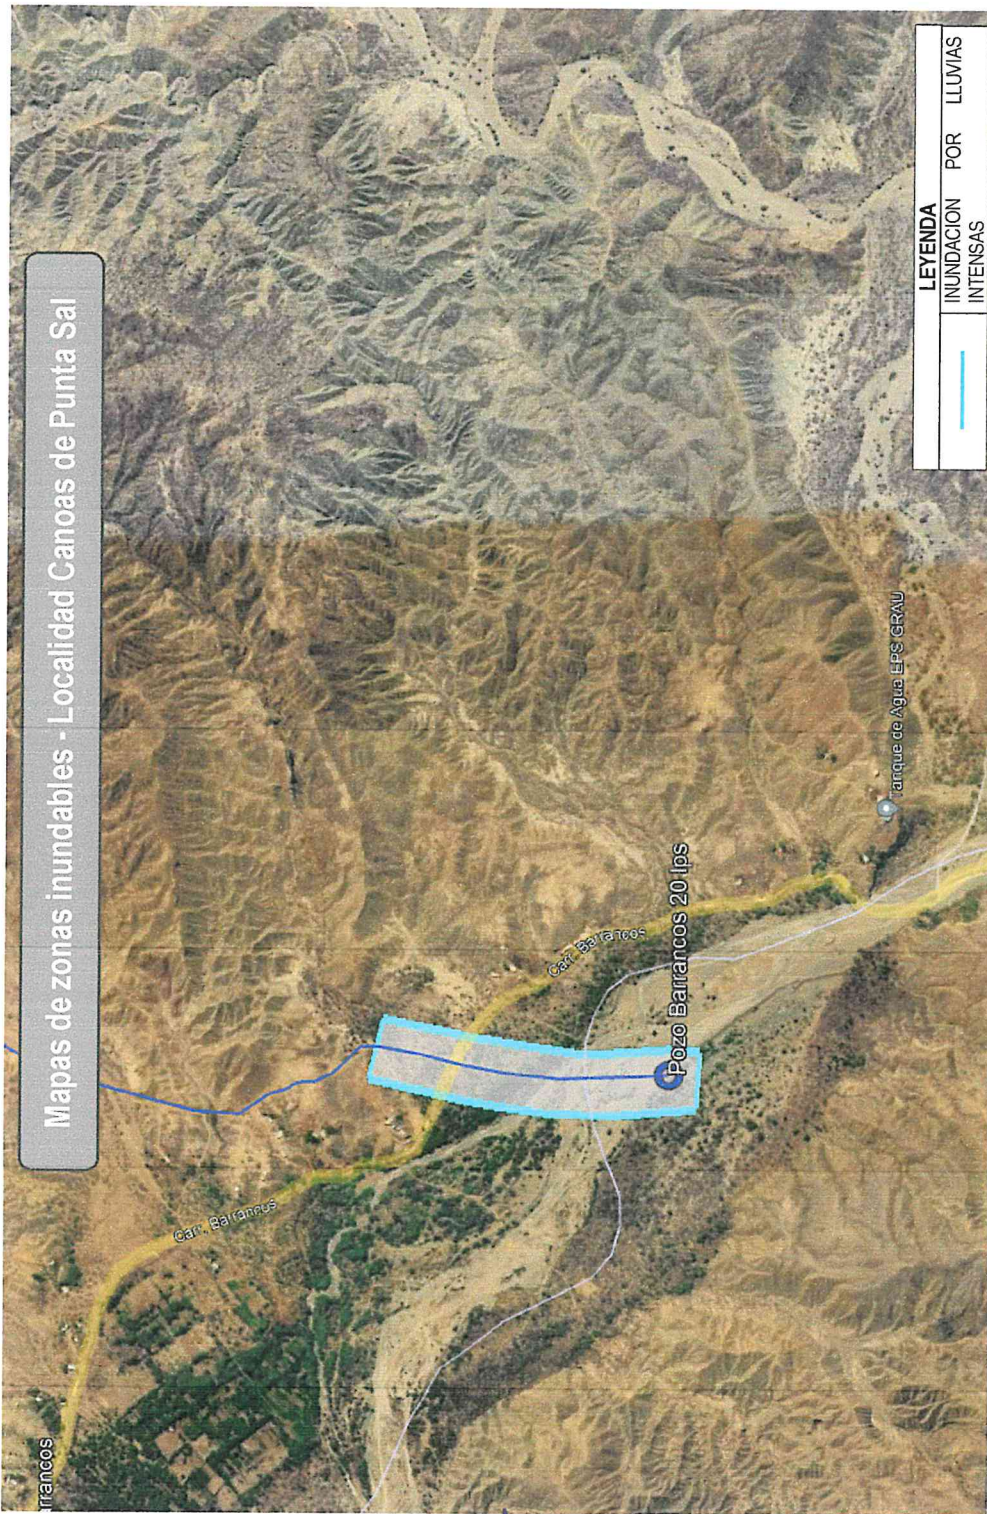 Mapas de zonas inundables - Localidad Canoas de Punta Sal
Carr. Barrancos
Carr. Barrancos
Pozo Barrancos 20 lps
Tanque de Agua EPS GRAU
LEYENDA
INUNDACION POR LLUVIAS
INTENSAS